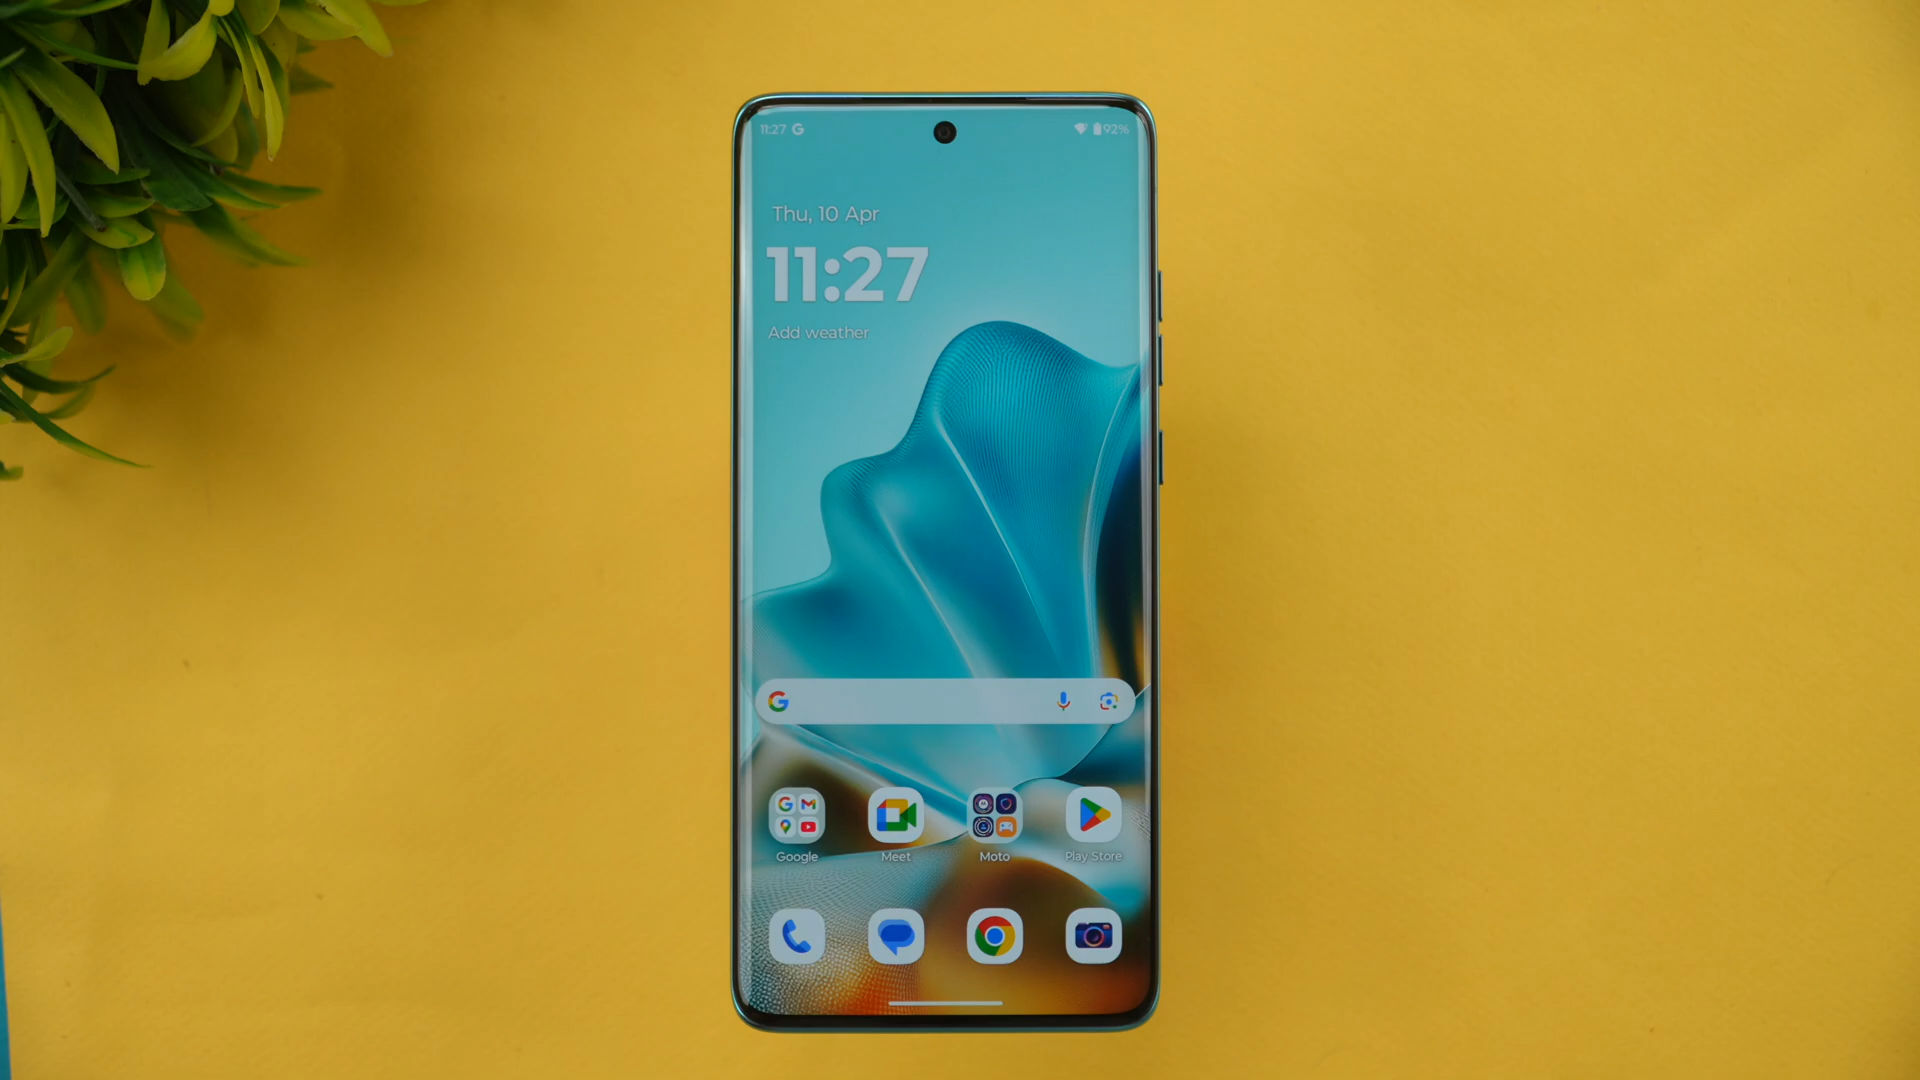 11:27 G
92%
Thu, 10 Apr
11:27
Add weather
G
Google
Meet
Moto
Play Store